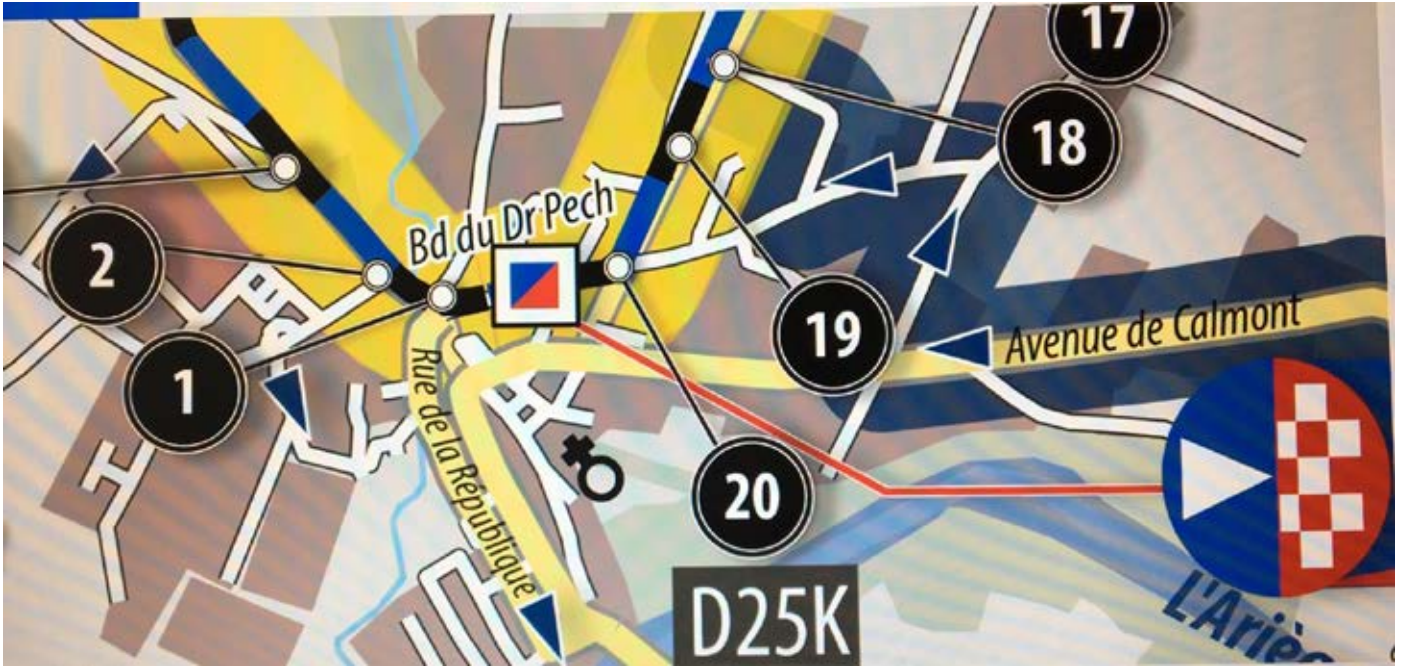 17
18
Bd du Dr Pech
2
19
Avenue de Calmont
1
Rue de la République
20
D25K
L'Ariè